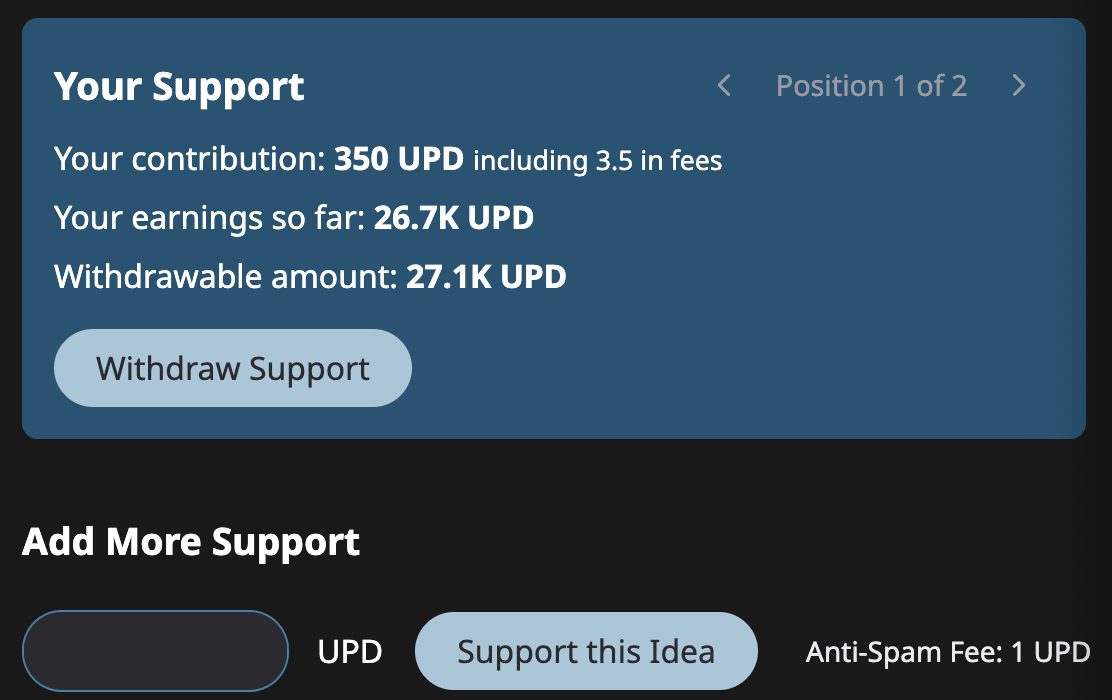 Your Support
Position 1 of 2
Your contribution: 350 UPD including 3.5 in fees
Your earnings so far: 26.7K UPD
Withdrawable amount: 27.1K UPD
Withdraw Support
Add More Support
UPD
Support this Idea
Anti-Spam Fee: 1 UPD